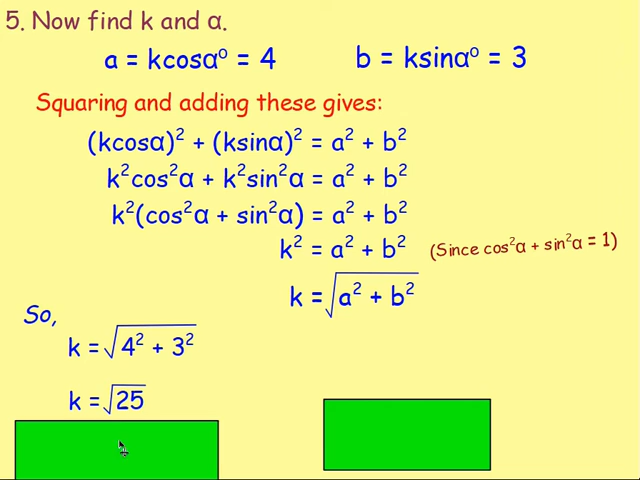 5. Now find k and α.
a = kcosα° = 4 b = ksinα° = 3
Squaring and adding these gives:
(kcosα)² + (ksinα)² = a² + b²
k²cos²α + k²sin²α = a² + b²
k²(cos²α + sin²α) = a² + b²
k² = a² + b² (Since cos²α + sin²α = 1)
k = √a² + b²
So,
k = √4² + 3²
k = √25